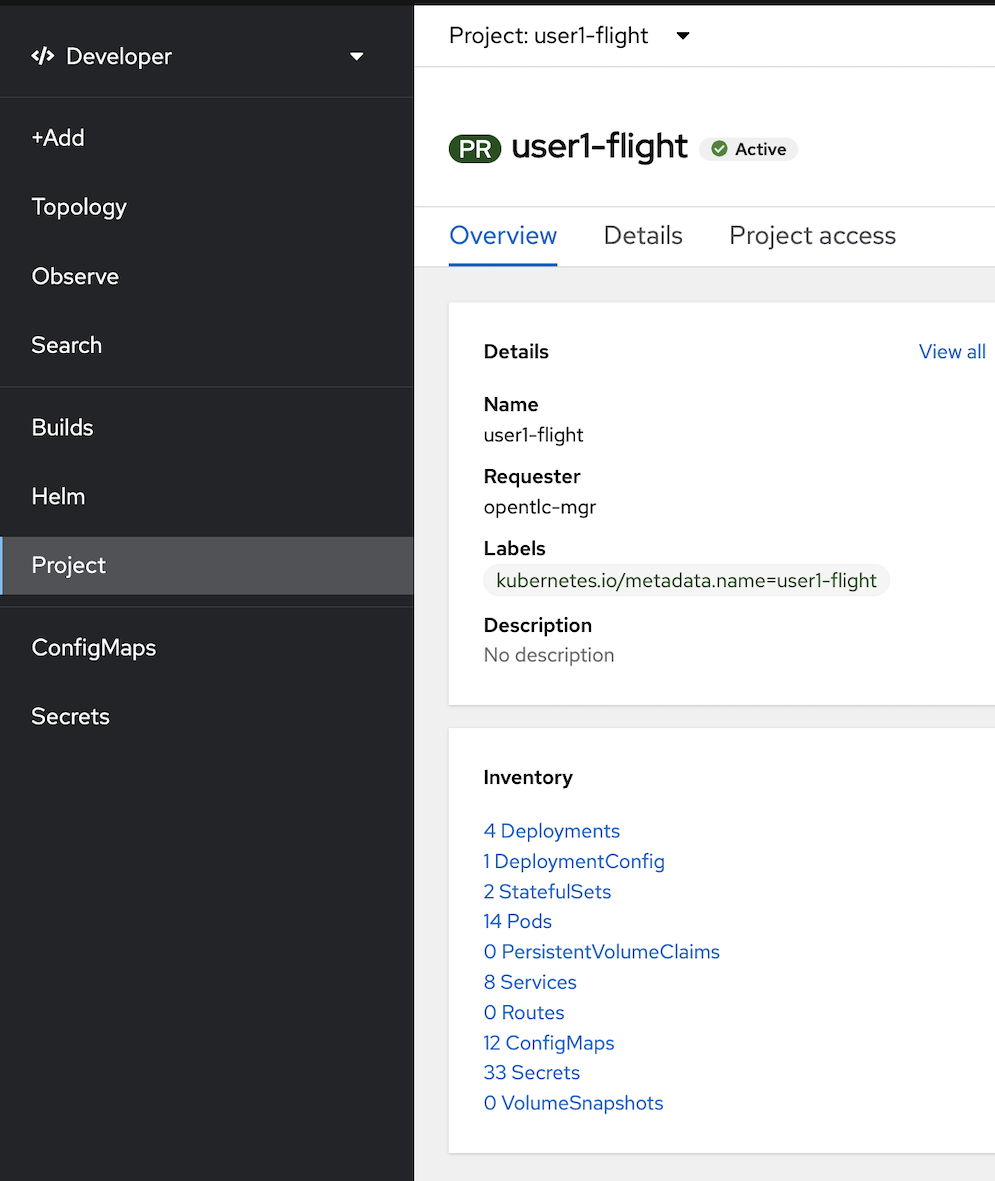 Developer
+Add
Topology
Observe
Search
Builds
Helm
Project
ConfigMaps
Secrets
Project: user1-flight
PR user1-flight Active
Overview Details Project access
Details View all
Name
user1-flight
Requester
opentlc-mgr
Labels
kubernetes.io/metadata.name=user1-flight
Description
No description
Inventory
4 Deployments
1 DeploymentConfig
2 StatefulSets
14 Pods
0 PersistentVolumeClaims
8 Services
0 Routes
12 ConfigMaps
33 Secrets
0 VolumeSnapshots